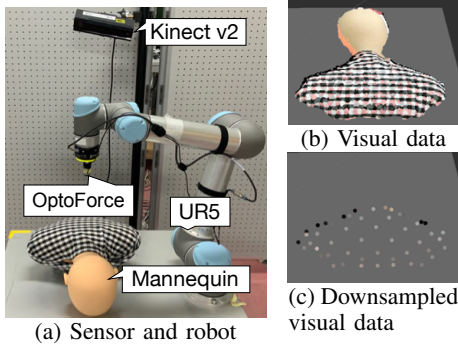 Kinect v2
OptoForce
UR5
Mannequin
(a) Sensor and robot
(b) Visual data
(c) Downsampled
visual data